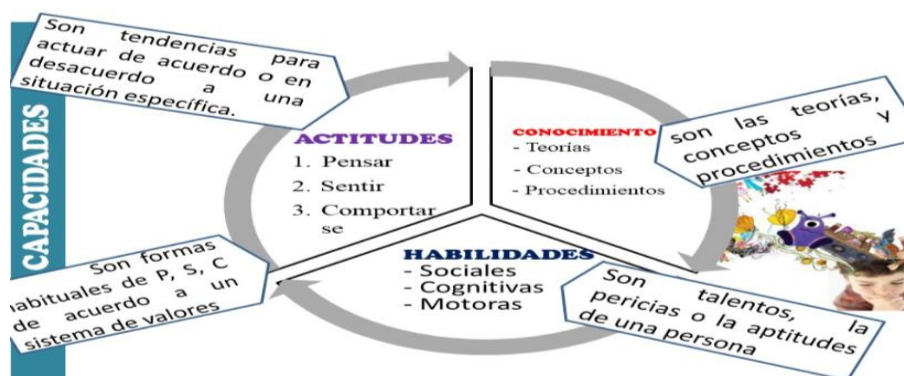 CAPACIDADES
Son tendencias para
actuar de acuerdo o en
desacuerdo a una
situación específica.
ACTITUDES
1. Pensar
2. Sentir
3. Comportar
se
CONOCIMIENTO
- Teorías
- Conceptos
- Procedimientos
son las teorías,
conceptos y
procedimientos
HABILIDADES
- Sociales
- Cognitivas
- Motoras
Son formas
habituales de P, S, C
de acuerdo a un
sistema de valores
Son talentos, la
pericias o la aptitudes
de una persona